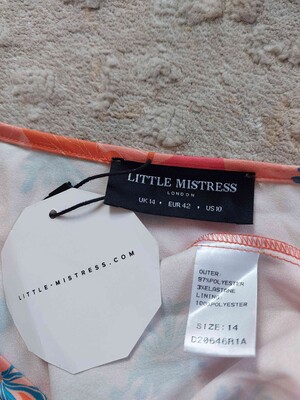 LITTLE MISTRESS
LONDON
UK 14 • EUR 42 • US 10
LITTLE-MISTRESS.COM
OUTER:
97%POLYESTER
3%ELASTANE
LINING:
100%POLYESTER
SIZE: 14
D20646R1A